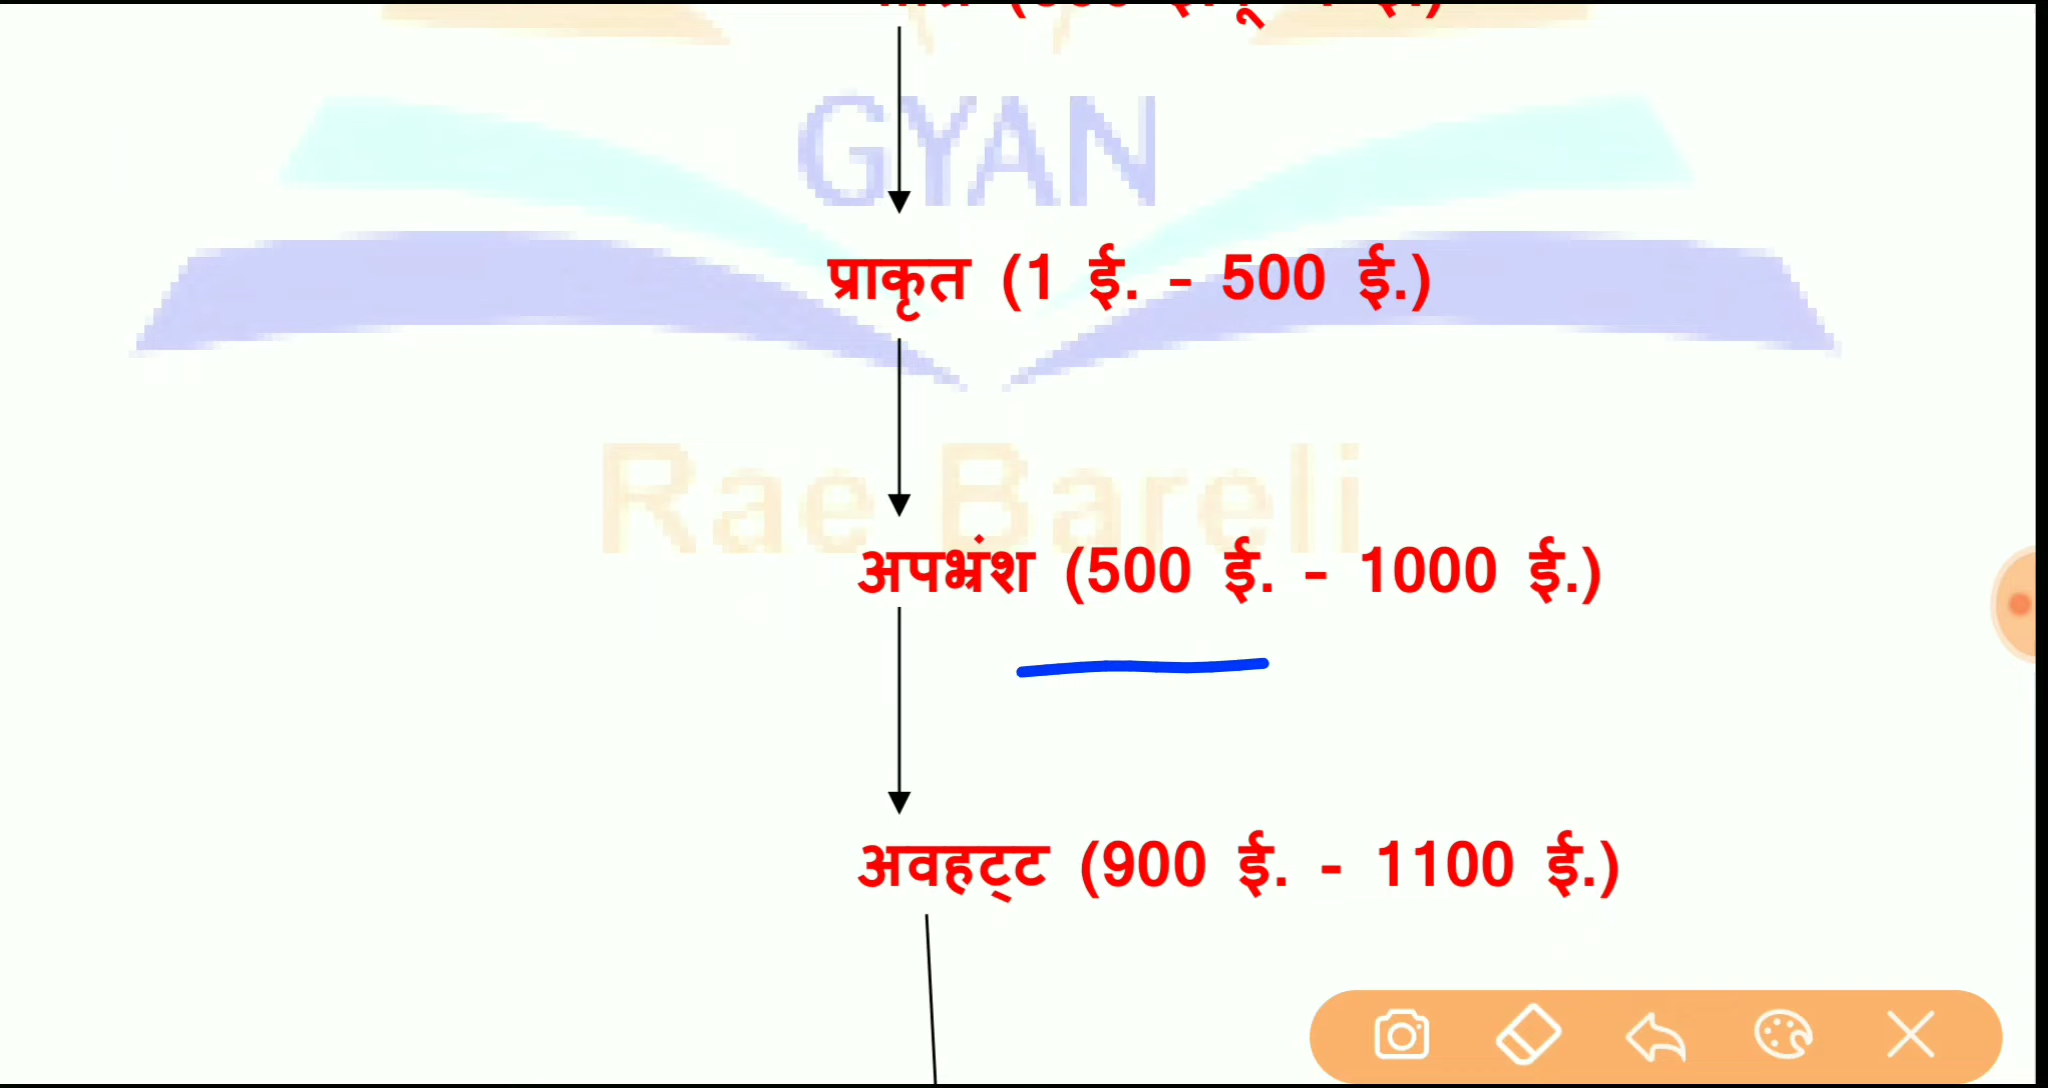 GYAN
प्राकृत (1 ई. - 500 ई.)
Rae Bareli
अपभ्रंश (500 ई. - 1000 ई.)
अवहट्ट (900 ई. - 1100 ई.)